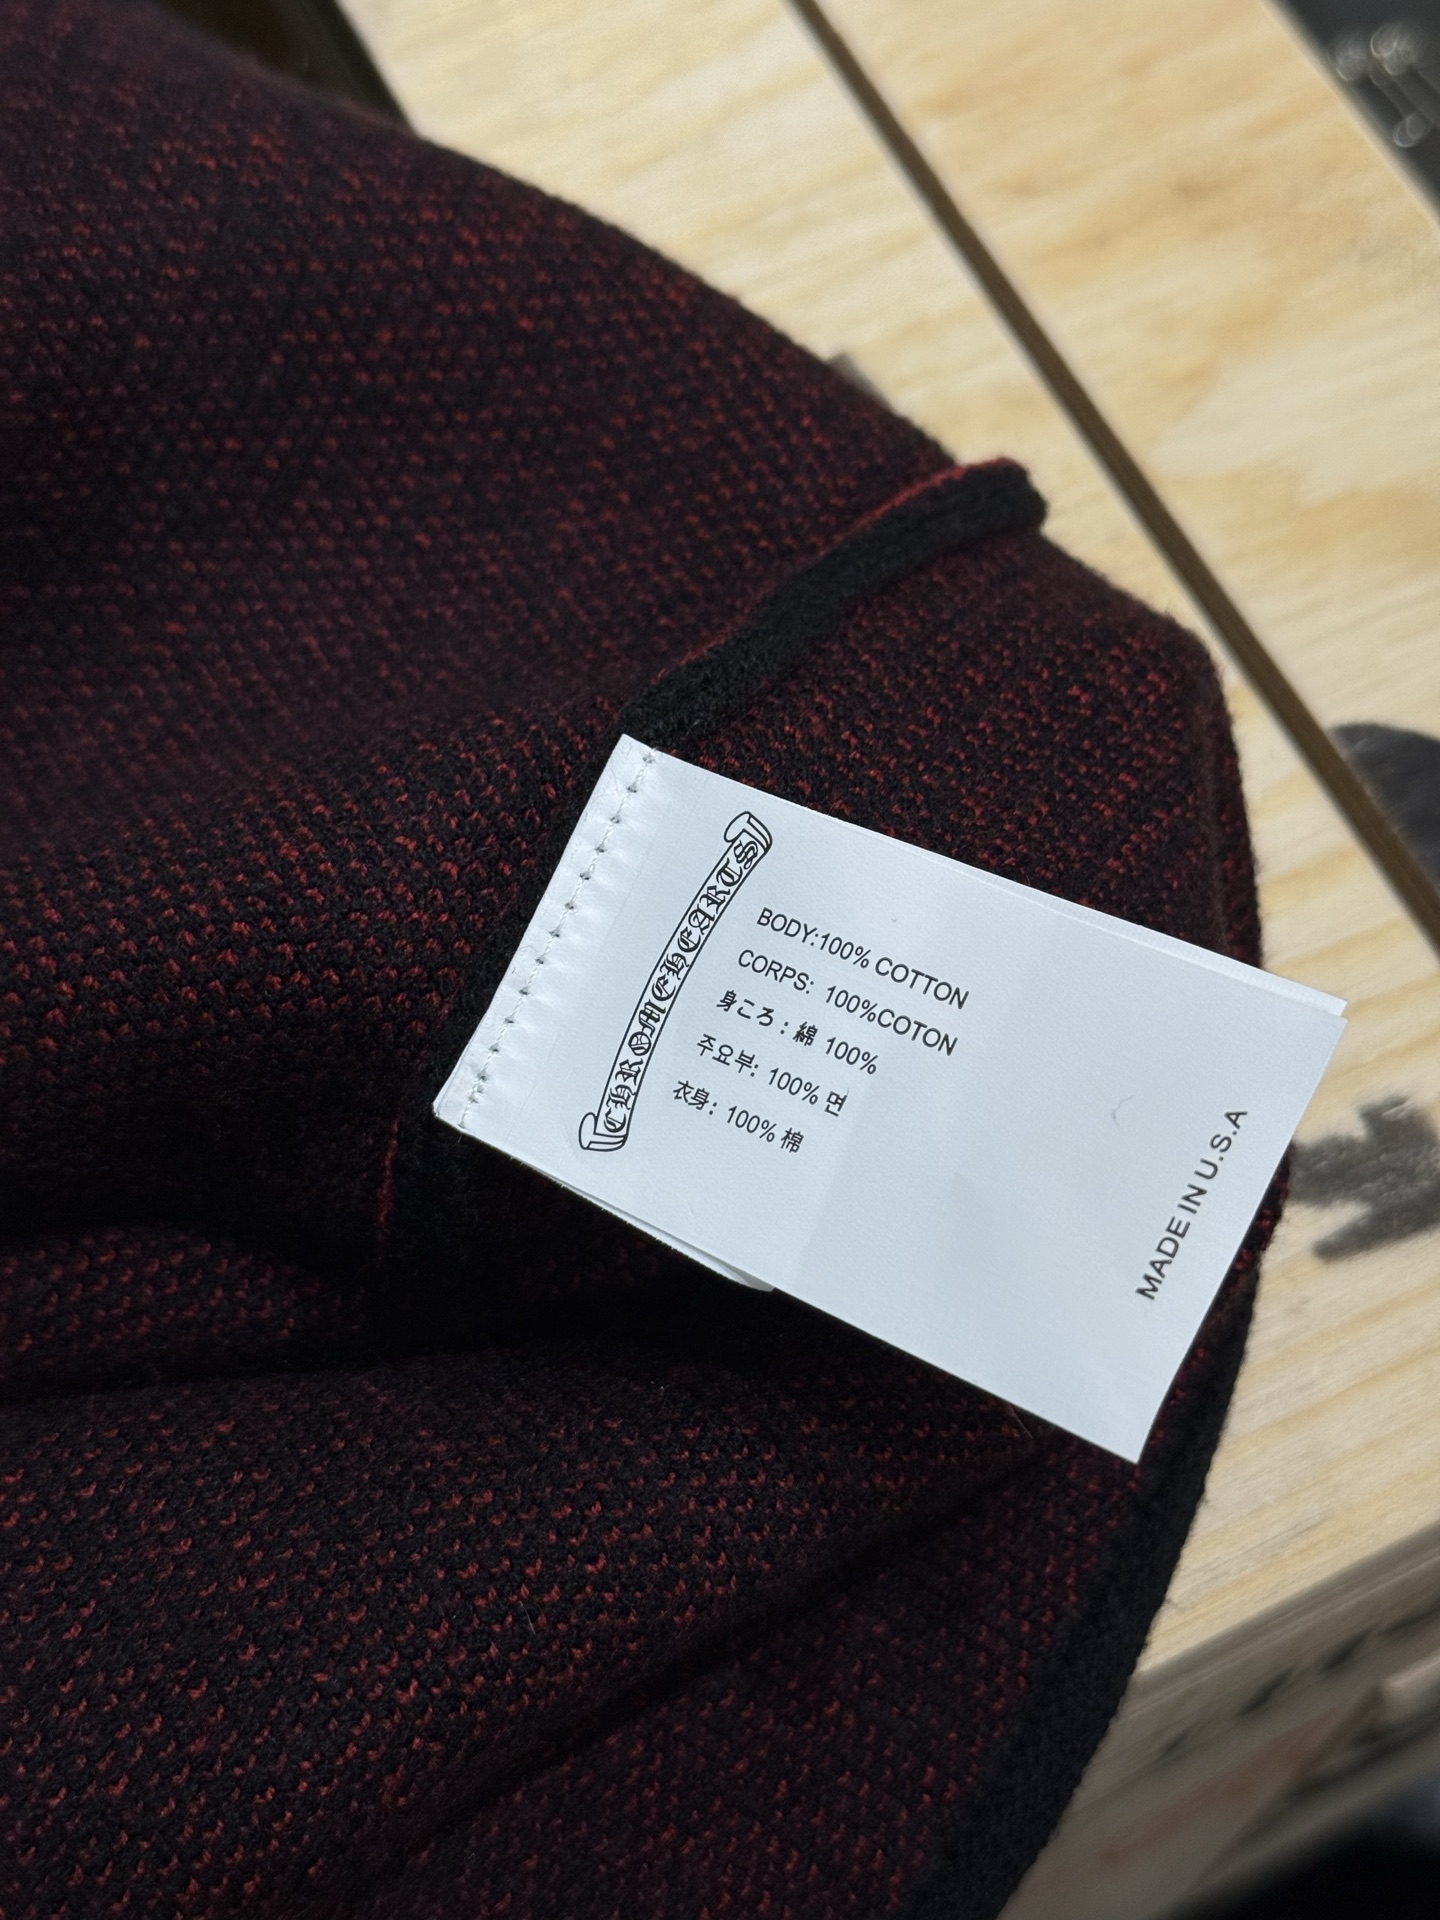 CHROME HEARTS
BODY:100% COTTON
CORPS: 100%COTON
身ころ : 綿 100%
주요부: 100% 면
衣身: 100% 棉
MADE IN U.S.A